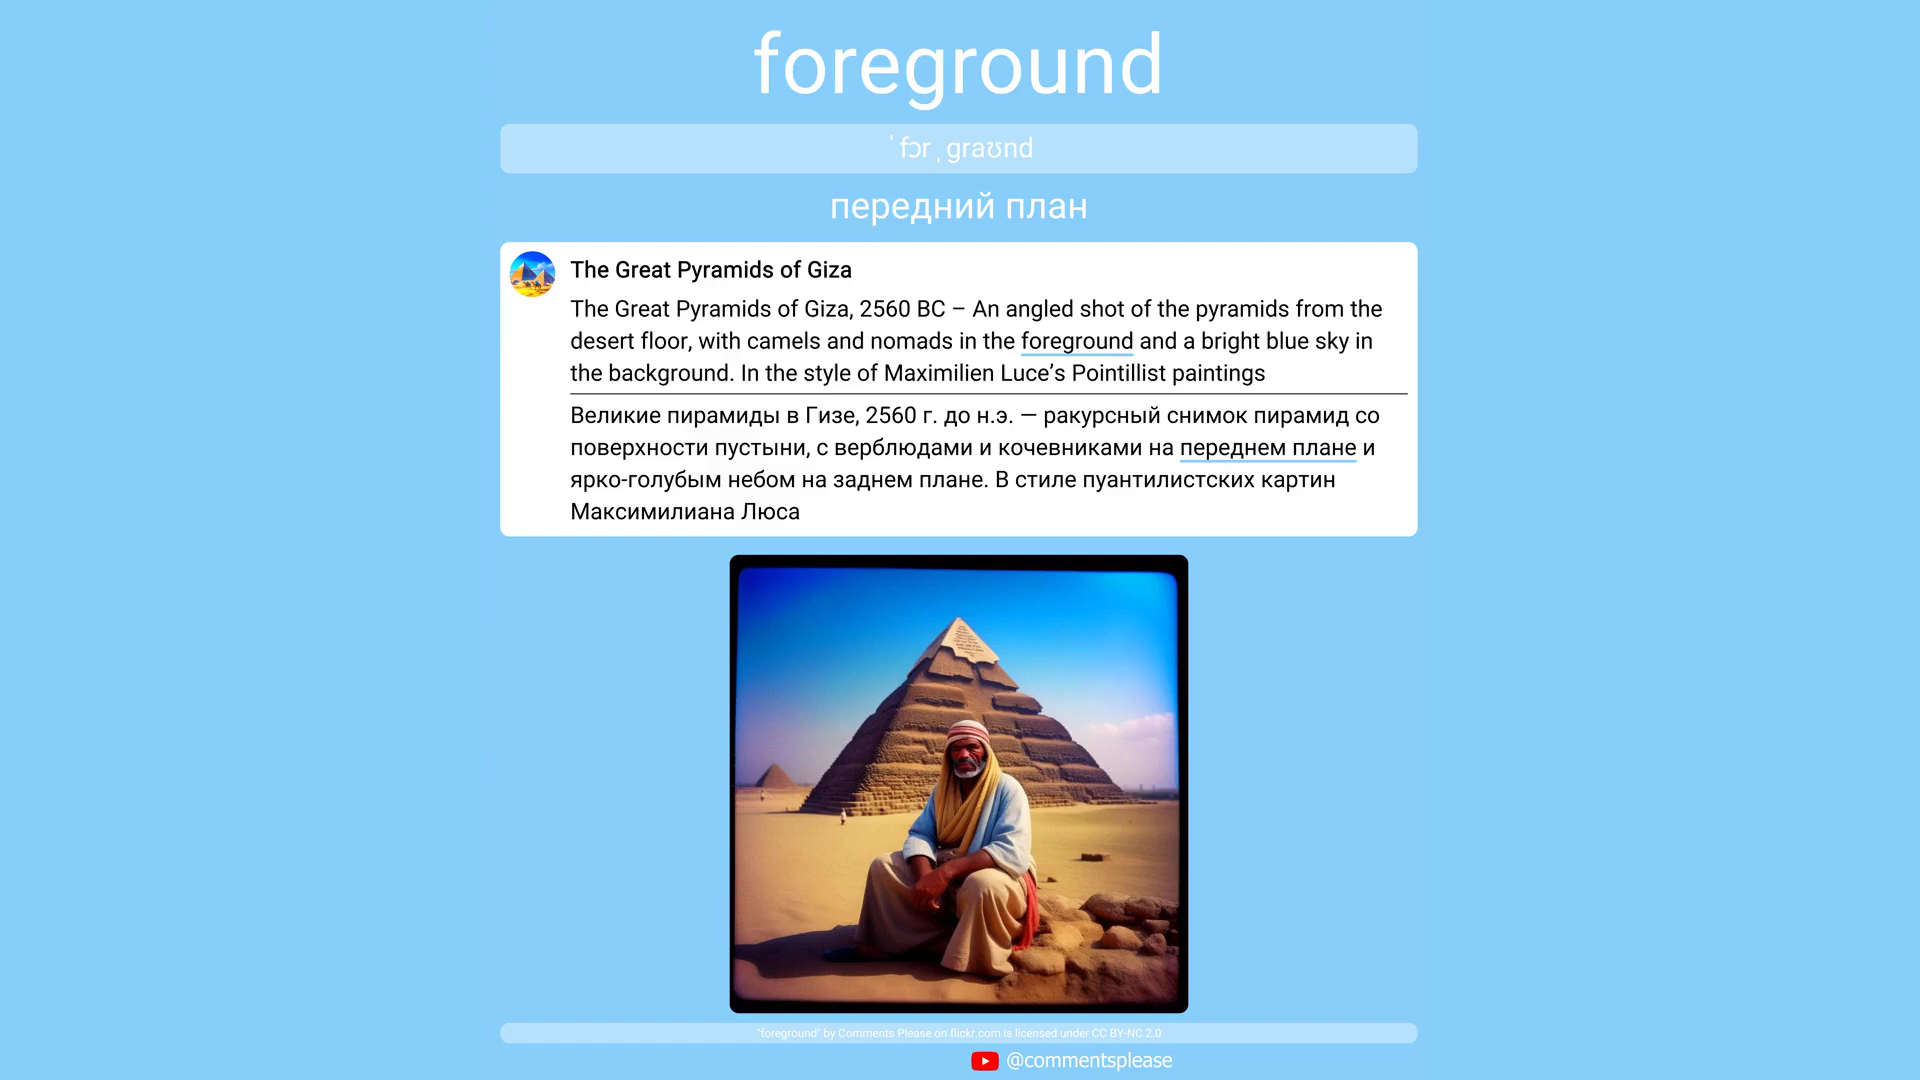 foreground
ˈfɔrˌgraʊnd
передний план
The Great Pyramids of Giza
The Great Pyramids of Giza, 2560 BC – An angled shot of the pyramids from the
desert floor, with camels and nomads in the foreground and a bright blue sky in
the background. In the style of Maximilien Luce’s Pointillist paintings
Великие пирамиды в Гизе, 2560 г. до н.э. — ракурсный снимок пирамид со
поверхности пустыни, с верблюдами и кочевниками на переднем плане и
ярко-голубым небом на заднем плане. В стиле пуантилистских картин
Максимилиана Люса
"foreground" by Comments Please on flickr.com is licensed under CC BY-NC 2.0
@commentsplease